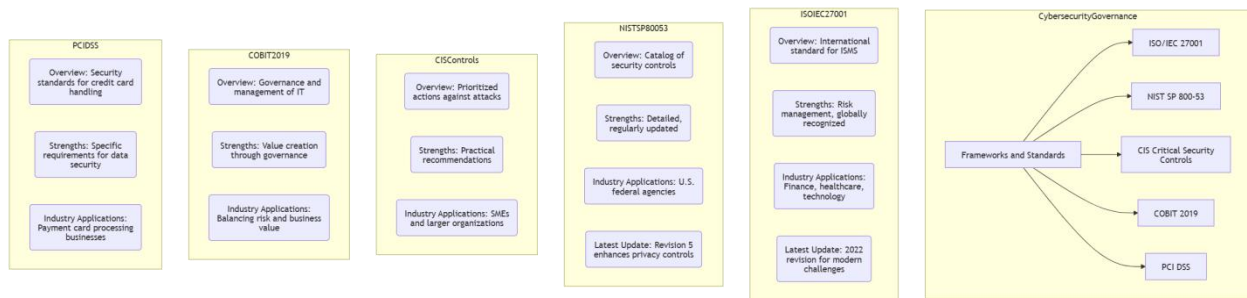 PCIDSS
Overview: Security
standards for credit card
handling
Strengths: Specific
requirements for data
security
Industry Applications:
Payment card processing
businesses
COBIT2019
Overview: Governance and
management of IT
Strengths: Value creation
through governance
Industry Applications:
Balancing risk and business
value
CISControls
Overview: Prioritized
actions against attacks
Strengths: Practical
recommendations
Industry Applications: SMEs
and larger organizations
NISTSP80053
Overview: Catalog of
security controls
Strengths: Detailed,
regularly updated
Industry Applications: U.S.
federal agencies
Latest Update: Revision 5
enhances privacy controls
ISOIEC27001
Overview: International
standard for ISMS
Strengths: Risk
management, globally
recognized
Industry Applications:
Finance, healthcare,
technology
Latest Update: 2022
revision for modern
challenges
CybersecurityGovernance
Frameworks and Standards
ISO/IEC 27001
NIST SP 800-53
CIS Critical Security
Controls
COBIT 2019
PCI DSS